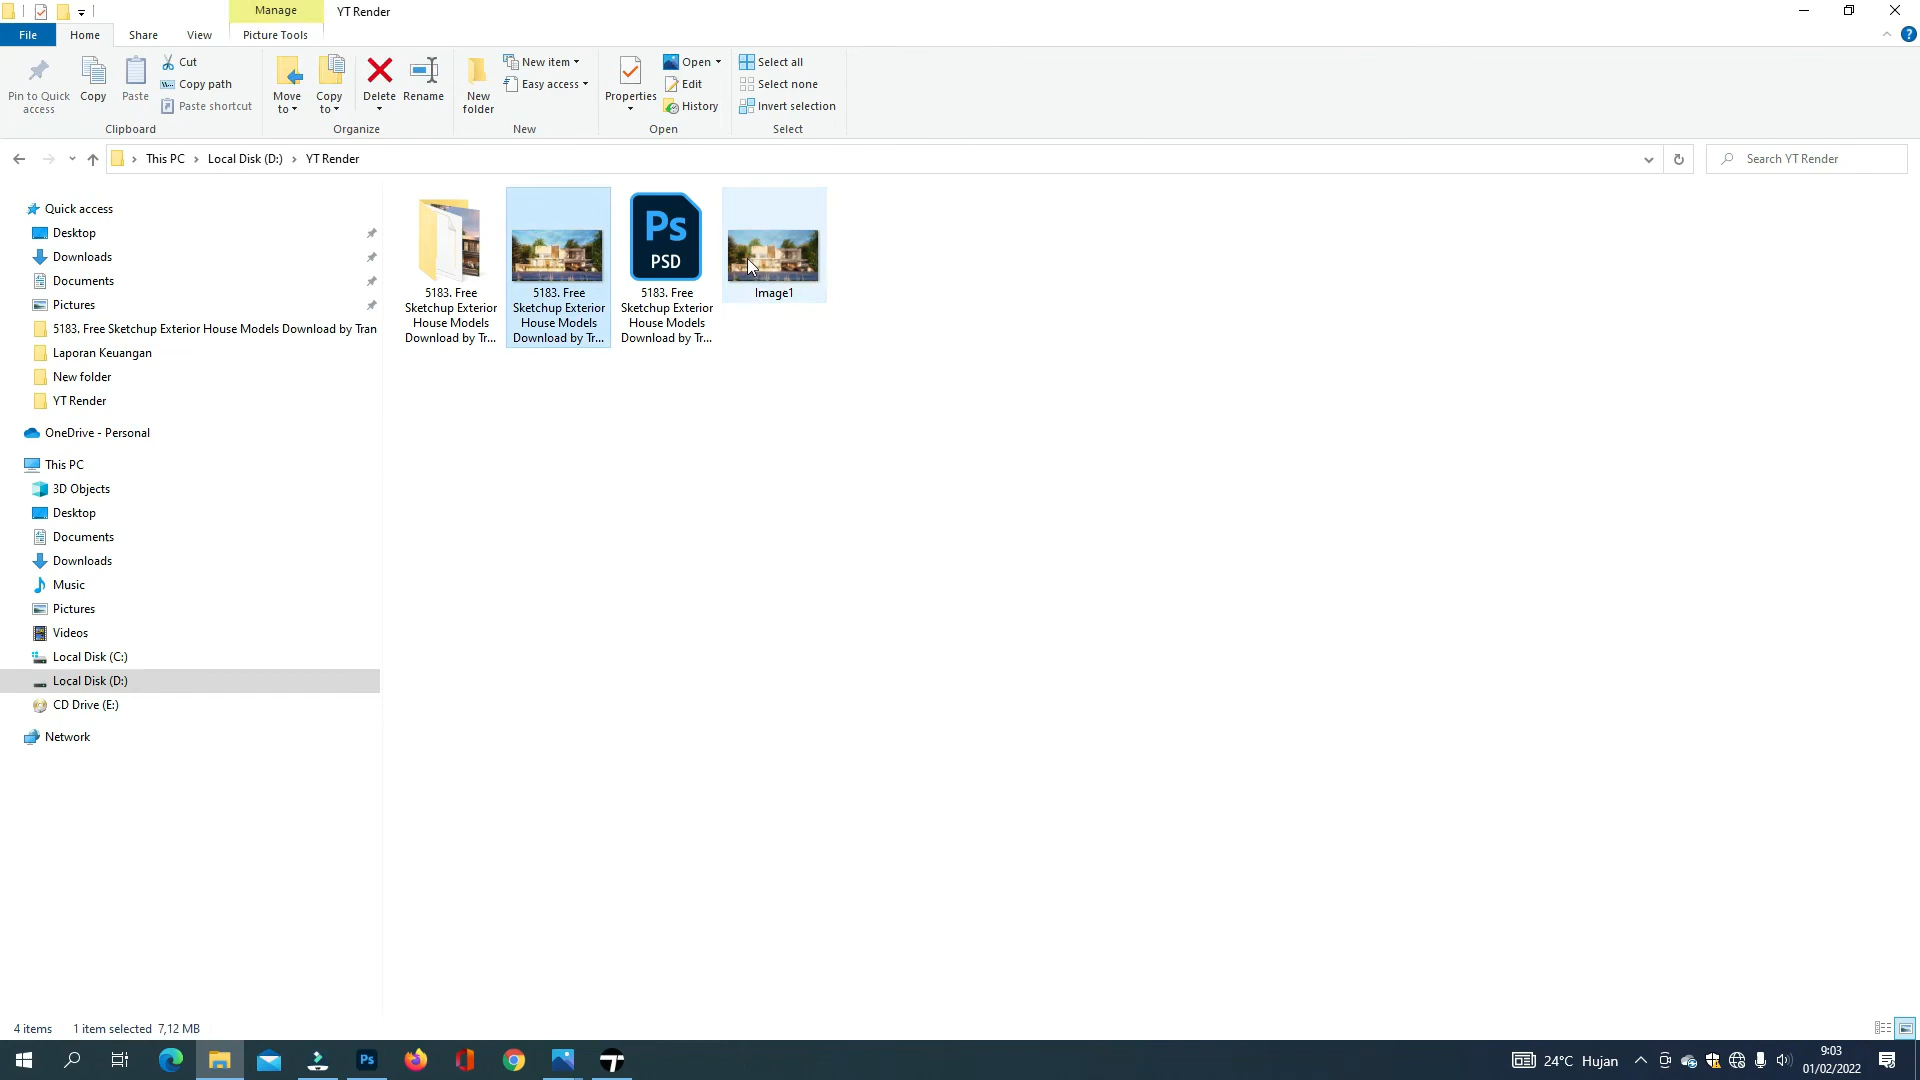 Manage
YT Render
File
Home
Share
View
Picture Tools
Pin to Quick
access
Copy
Paste
Cut
Copy path
Paste shortcut
Clipboard
Move
to
Copy
to
Delete
Rename
Organize
New
folder
New item
Easy access
New
Properties
Open
Edit
History
Open
Select all
Select none
Invert selection
Select
This PC
Local Disk (D:)
YT Render
Search YT Render
Quick access
Desktop
Downloads
Documents
Pictures
5183. Free Sketchup Exterior House Models Download by Tran
Laporan Keuangan
New folder
YT Render
OneDrive - Personal
This PC
3D Objects
Desktop
Documents
Downloads
Music
Pictures
Videos
Local Disk (C:)
Local Disk (D:)
CD Drive (E:)
Network
5183. Free
Sketchup Exterior
House Models
Download by Tr...
5183. Free
Sketchup Exterior
House Models
Download by Tr...
Ps
PSD
5183. Free
Sketchup Exterior
House Models
Download by Tr...
Image1
4 items
1 item selected 7,12 MB
Ps
24°C Hujan
9:03
01/02/2022